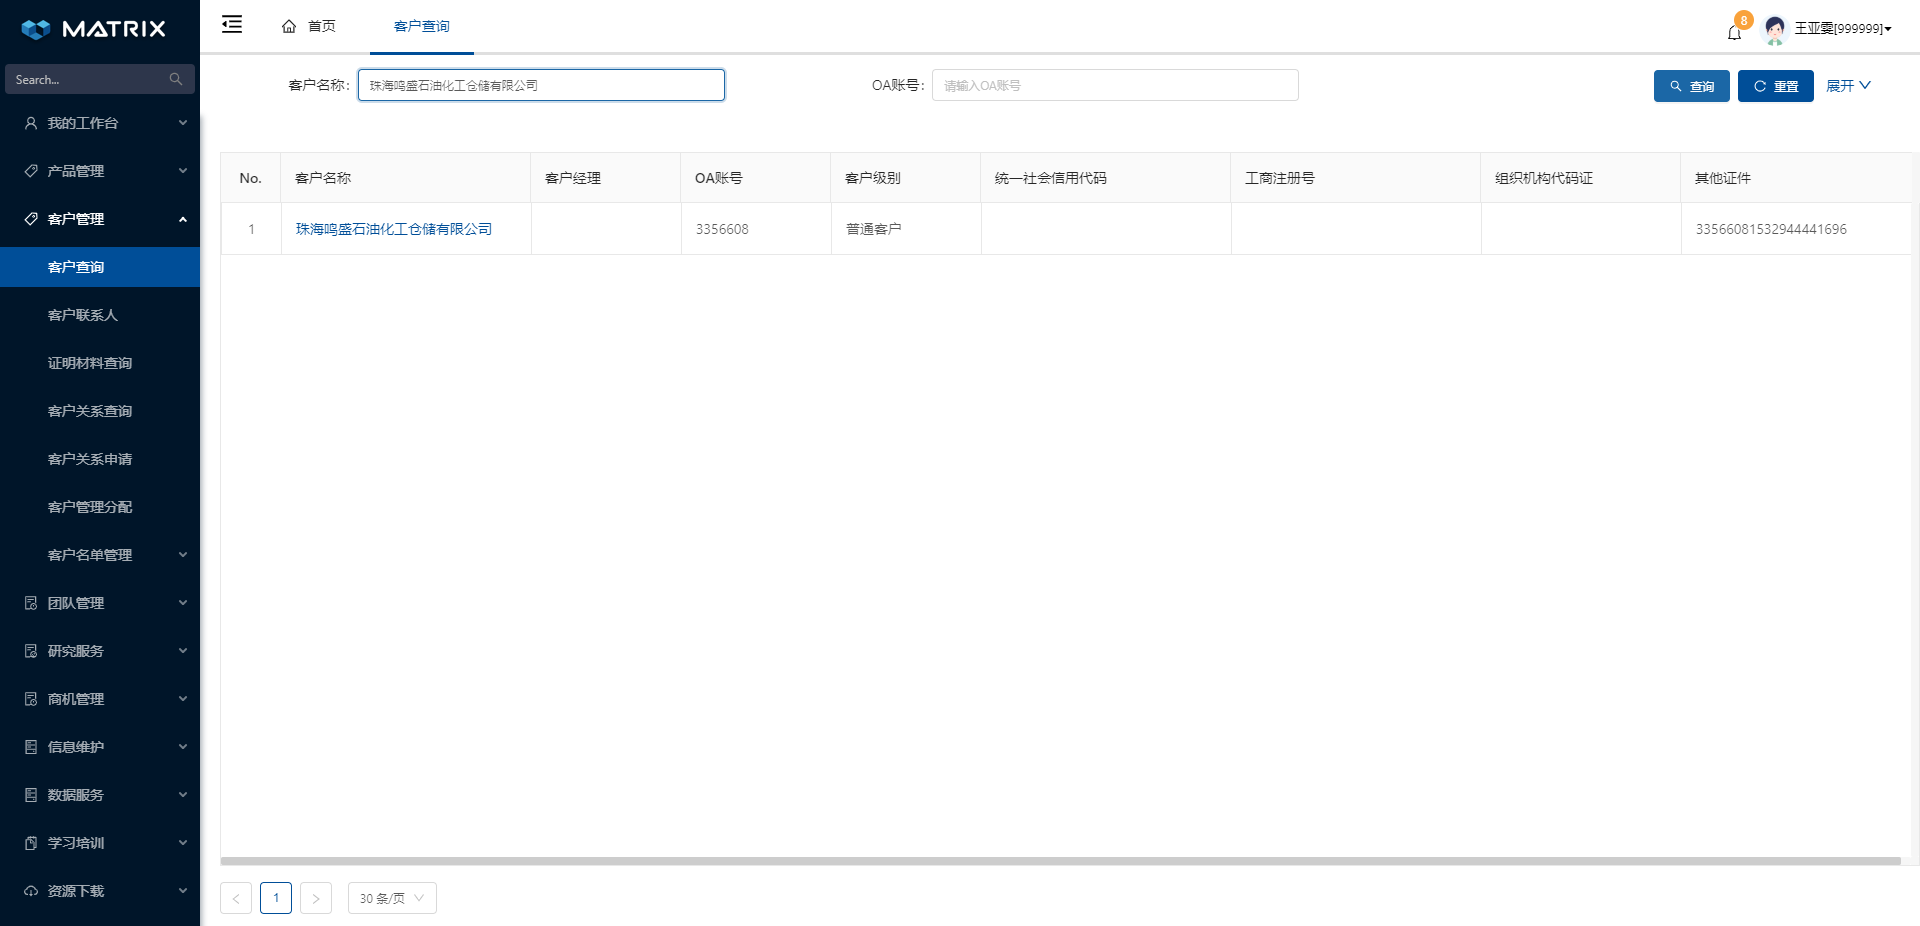 MATRIX
首页
客户查询
8
王亚雯[999999]
Search...
我的工作台
产品管理
客户管理
客户查询
客户联系人
证明材料查询
客户关系查询
客户关系申请
客户管理分配
客户名单管理
团队管理
研究服务
商机管理
信息维护
数据服务
学习培训
资源下载
客户名称: 珠海鸣盛石油化工仓储有限公司
OA账号: 请输入OA账号
查询
重置
展开
No. 客户名称 客户经理 OA账号 客户级别 统一社会信用代码 工商注册号 组织机构代码证 其他证件
1 珠海鸣盛石油化工仓储有限公司 3356608 普通客户 33566081532944441696
< 1 > 30 条/页